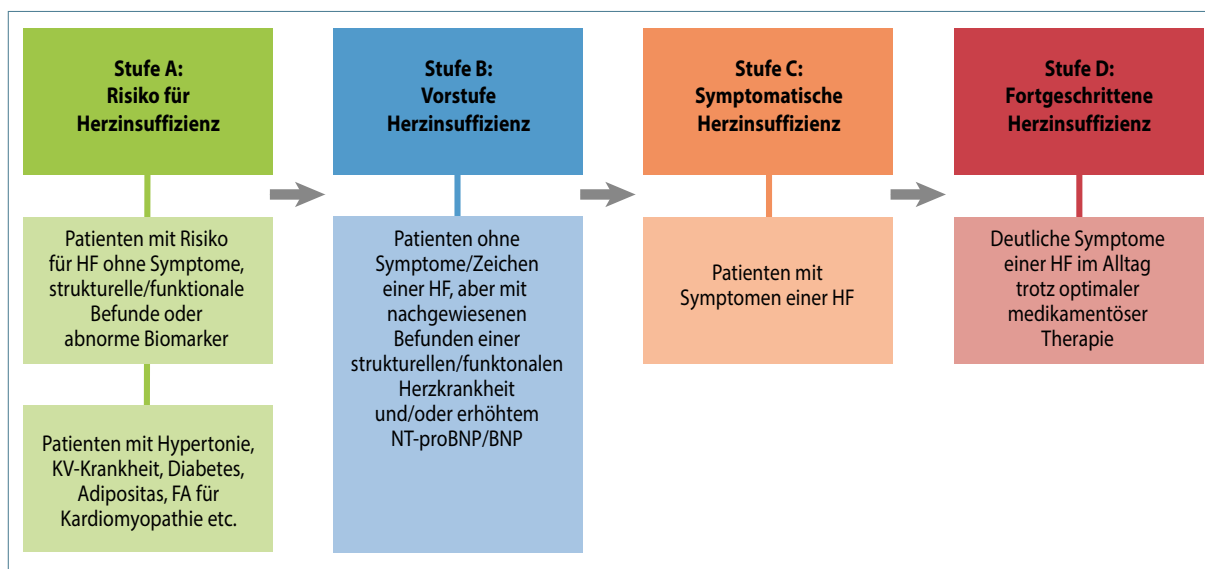 Stufe A:
Risiko für
Herzinsuffizienz
Patienten mit Risiko
für HF ohne Symptome,
strukturelle/funktionale
Befunde oder
abnorme Biomarker
Patienten mit Hypertonie,
KV-Krankheit, Diabetes,
Adipositas, FA für
Kardiomyopathie etc.
Stufe B:
Vorstufe
Herzinsuffizienz
Patienten ohne
Symptome/Zeichen
einer HF, aber mit
nachgewiesenen
Befunden einer
strukturellen/funktonalen
Herzkrankheit
und/oder erhöhtem
NT-proBNP/BNP
Stufe C:
Symptomatische
Herzinsuffizienz
Patienten mit
Symptomen einer HF
Stufe D:
Fortgeschrittene
Herzinsuffizienz
Deutliche Symptome
einer HF im Alltag
trotz optimaler
medikamentöser
Therapie